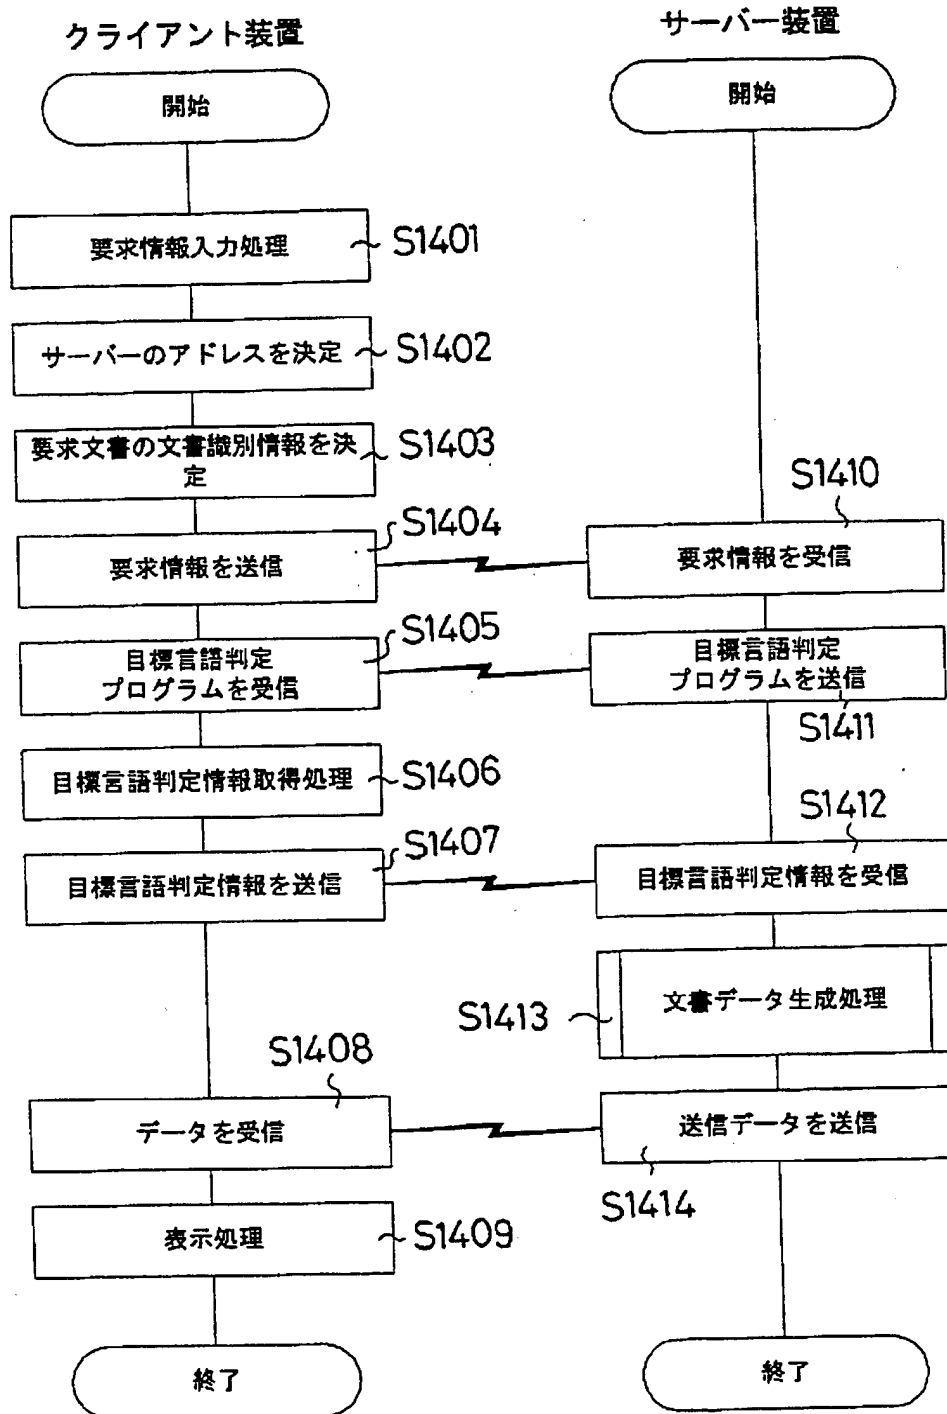 クライアント装置
開始
要求情報入力処理
S1401
サーバーのアドレスを決定
S1402
要求文書の文書識別情報を決
定
S1403
要求情報を送信
S1404
目標言語判定
プログラムを受信
S1405
目標言語判定情報取得処理
S1406
目標言語判定情報を送信
S1407
データを受信
S1408
表示処理
S1409
終了
サーバー装置
開始
S1410
要求情報を受信
目標言語判定
プログラムを送信
S1411
S1412
目標言語判定情報を受信
文書データ生成処理
S1413
送信データを送信
S1414
終了